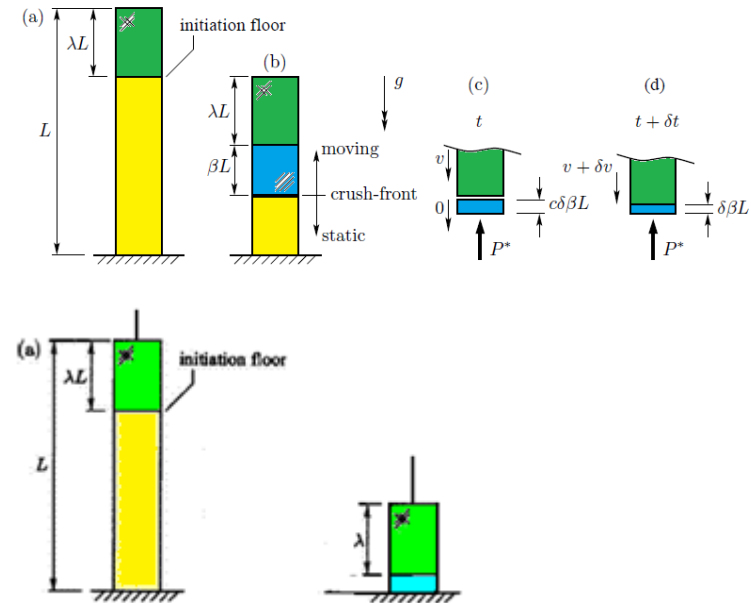 (a)
λL
L
initiation floor
(b)
λL
βL
moving
crush-front
static
g
(c)
t
v
0
cδβL
P*
(d)
t + δt
v + δv
δβL
P*
(a)
λL
L
initiation floor
λ